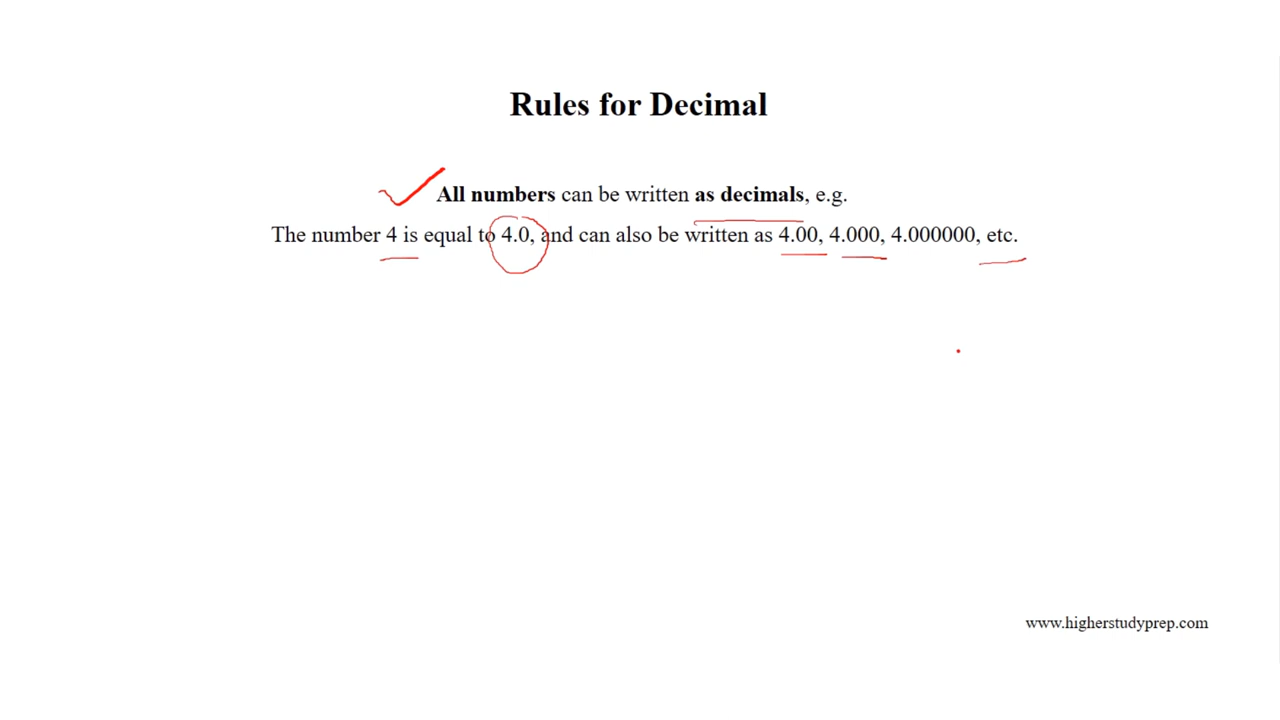 Rules for Decimal
All numbers can be written as decimals, e.g.
The number 4 is equal to 4.0, and can also be written as 4.00, 4.000, 4.000000, etc.
www.higherstudyprep.com